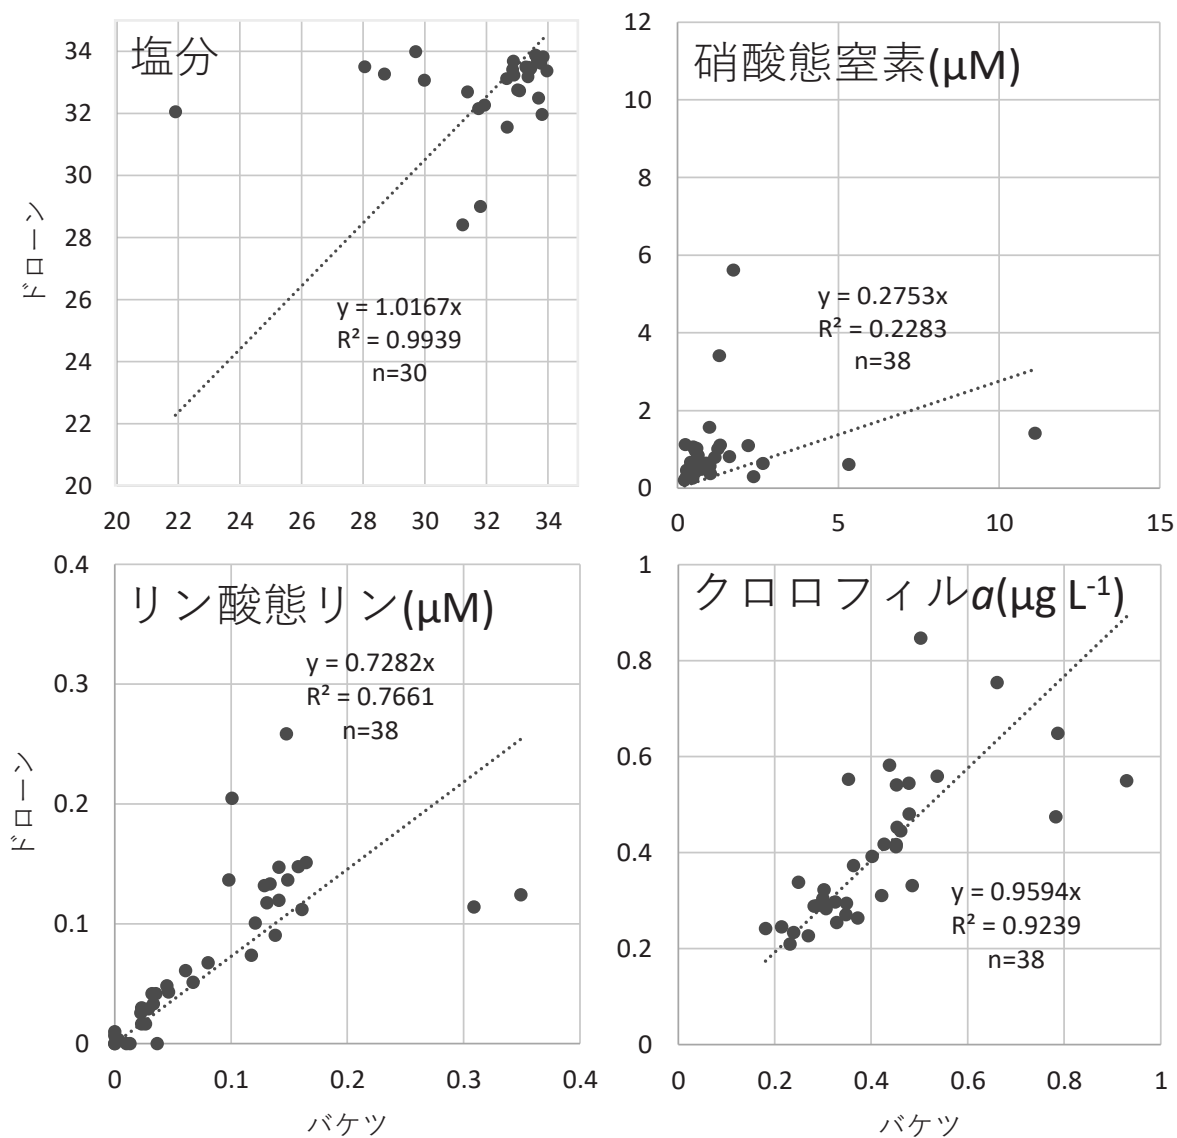 塩分
34
32
30
28
26
24
22
20
20 22 24 26 28 30 32 34
ドローン
y = 1.0167x
R² = 0.9939
n=30
硝酸態窒素(μM)
12
10
8
6
4
2
0
0 5 10 15
y = 0.2753x
R² = 0.2283
n=38
リン酸態リン(μM)
0.4
0.3
0.2
0.1
0
0 0.1 0.2 0.3 0.4
ドローン
バケツ
y = 0.7282x
R² = 0.7661
n=38
クロロフィルa(μg L⁻¹)
1
0.8
0.6
0.4
0.2
0
0 0.2 0.4 0.6 0.8 1
バケツ
y = 0.9594x
R² = 0.9239
n=38